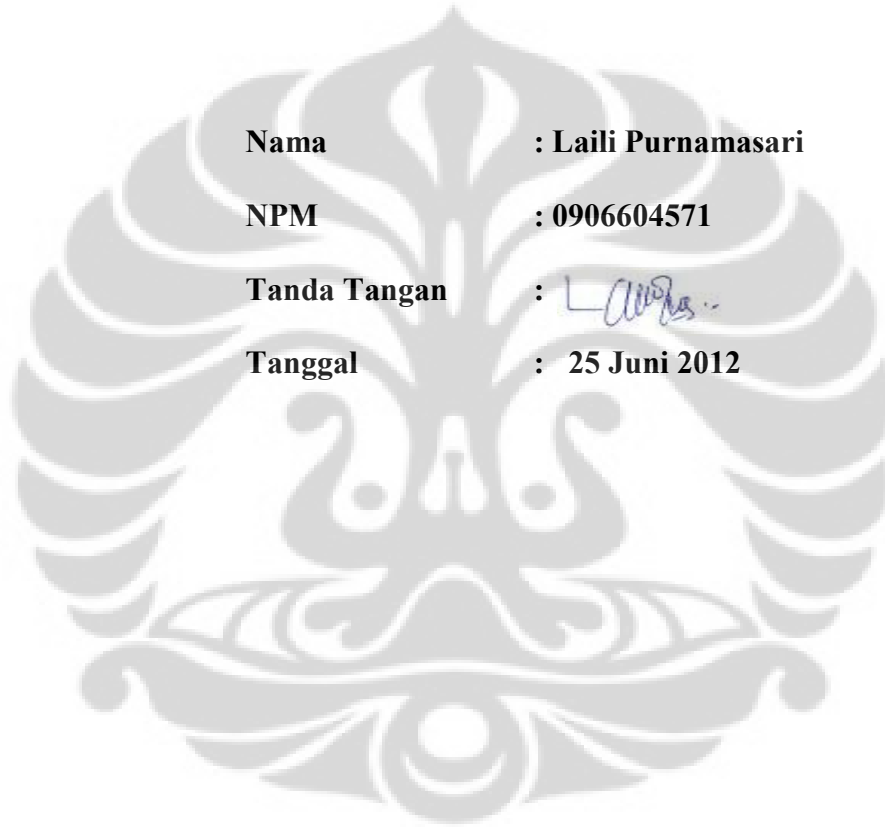 Nama : Laili Purnamasari
NPM : 0906604571
Tanda Tangan :
Tanggal : 25 Juni 2012